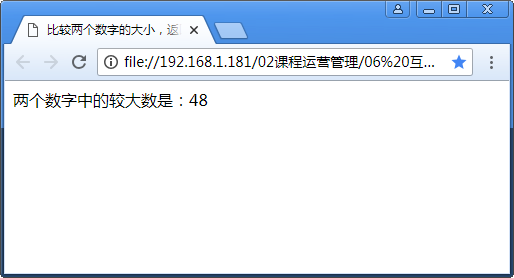 比较两个数字的大小，返
file://192.168.1.181/02课程运营管理/06%20互...
两个数字中的较大数是：48